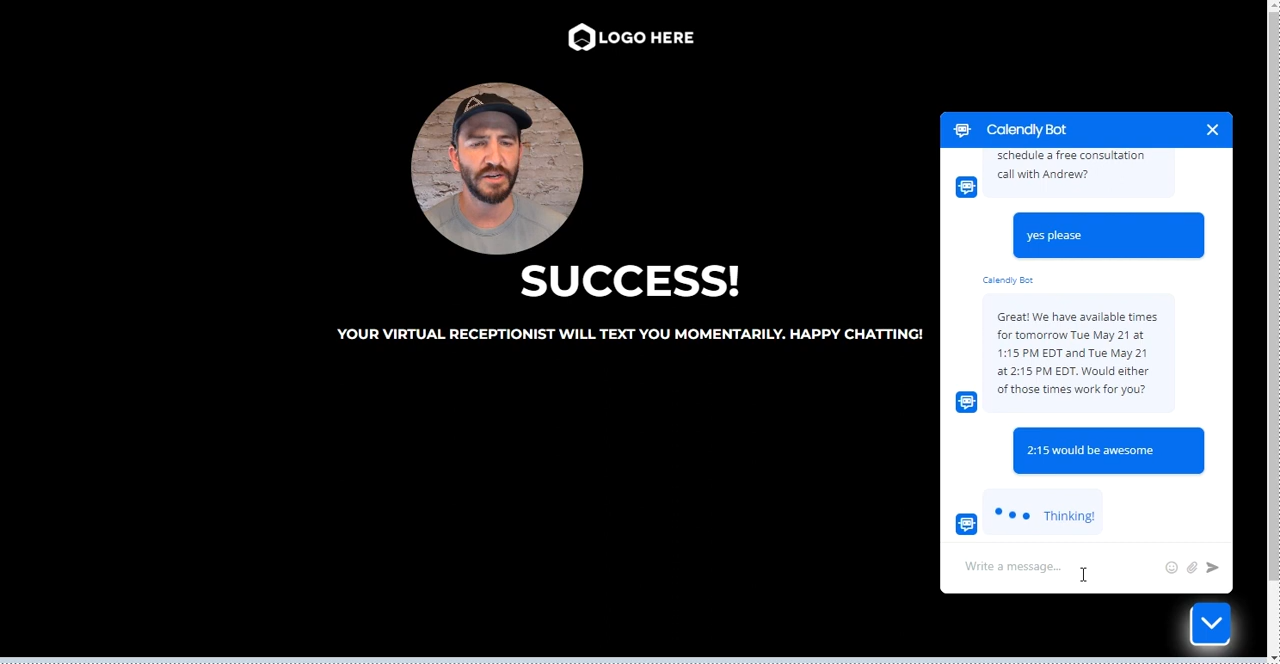 LOGO HERE
SUCCESS!
YOUR VIRTUAL RECEPTIONIST WILL TEXT YOU MOMENTARILY. HAPPY CHATTING!
Calendly Bot
schedule a free consultation
call with Andrew?
yes please
Calendly Bot
Great! We have available times
for tomorrow Tue May 21 at
1:15 PM EDT and Tue May 21
at 2:15 PM EDT. Would either
of those times work for you?
2:15 would be awesome
Thinking!
Write a message...